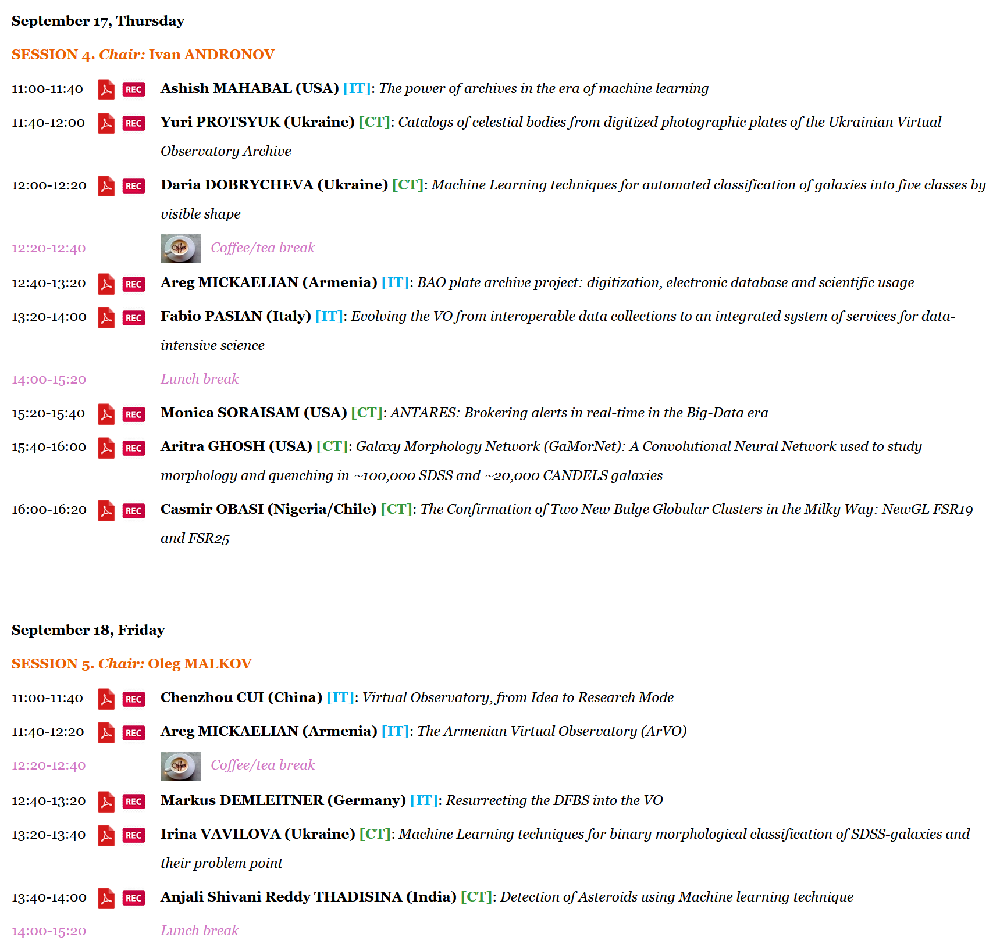 September 17, Thursday
SESSION 4. Chair: Ivan ANDRONOV
11:00-11:40 REC Ashish MAHABAL (USA) [IT]: The power of archives in the era of machine learning
11:40-12:00 REC Yuri PROTSYUK (Ukraine) [CT]: Catalogs of celestial bodies from digitized photographic plates of the Ukrainian Virtual
Observatory Archive
12:00-12:20 REC Daria DOBRYCHEVA (Ukraine) [CT]: Machine Learning techniques for automated classification of galaxies into five classes by
visible shape
12:20-12:40 Coffee Coffee/tea break
12:40-13:20 REC Areg MICKAELIAN (Armenia) [IT]: BAO plate archive project: digitization, electronic database and scientific usage
13:20-14:00 REC Fabio PASIAN (Italy) [IT]: Evolving the VO from interoperable data collections to an integrated system of services for data-
intensive science
14:00-15:20 Lunch break
15:20-15:40 REC Monica SORAISAM (USA) [CT]: ANTARES: Brokering alerts in real-time in the Big-Data era
15:40-16:00 REC Aritra GHOSH (USA) [CT]: Galaxy Morphology Network (GaMorNet): A Convolutional Neural Network used to study
morphology and quenching in ~100,000 SDSS and ~20,000 CANDELS galaxies
16:00-16:20 REC Casmir OBASI (Nigeria/Chile) [CT]: The Confirmation of Two New Bulge Globular Clusters in the Milky Way: NewGL FSR19
and FSR25
September 18, Friday
SESSION 5. Chair: Oleg MALKOV
11:00-11:40 REC Chenzhou CUI (China) [IT]: Virtual Observatory, from Idea to Research Mode
11:40-12:20 REC Areg MICKAELIAN (Armenia) [IT]: The Armenian Virtual Observatory (ArVO)
12:20-12:40 Coffee Coffee/tea break
12:40-13:20 REC Markus DEMLEITNER (Germany) [IT]: Resurrecting the DFBS into the VO
13:20-13:40 REC Irina VAVILOVA (Ukraine) [CT]: Machine Learning techniques for binary morphological classification of SDSS-galaxies and
their problem point
13:40-14:00 REC Anjali Shivani Reddy THADISINA (India) [CT]: Detection of Asteroids using Machine learning technique
14:00-15:20 Lunch break